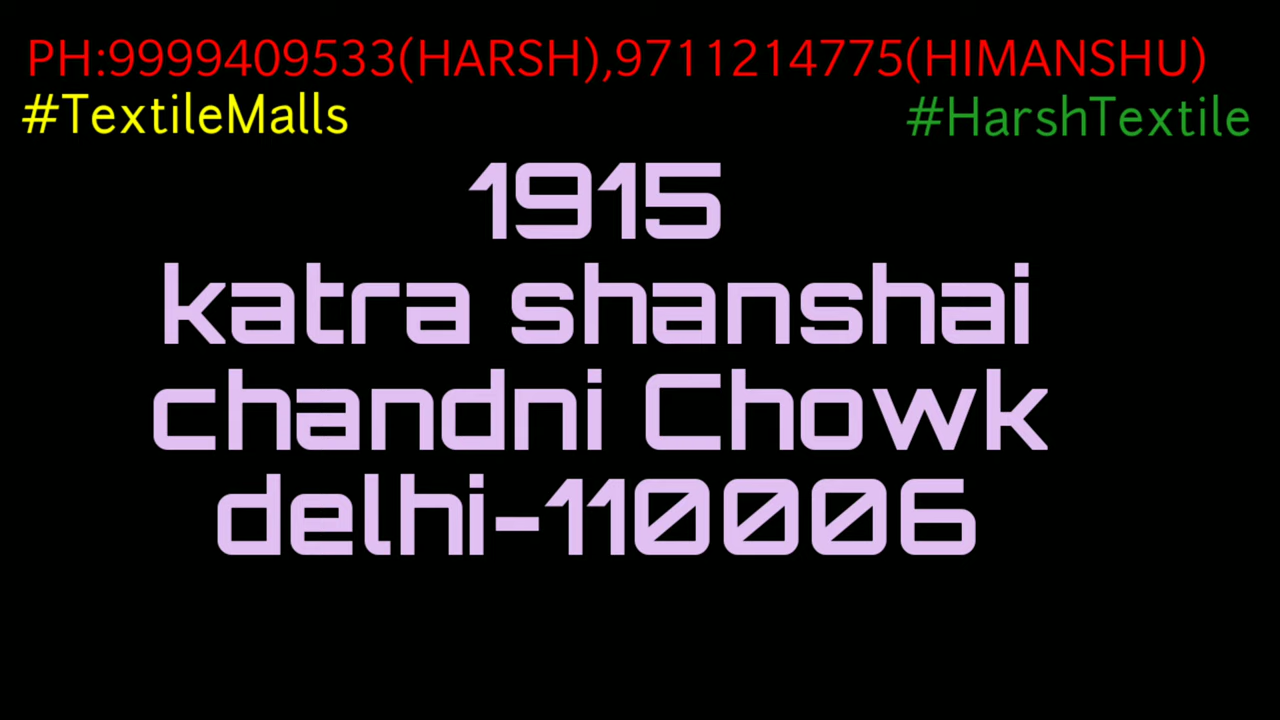 PH:9999409533(HARSH),9711214775(HIMANSHU)
#TextileMalls #HarshTextile
1915
katra shanshai
chandni Chowk
delhi-110006